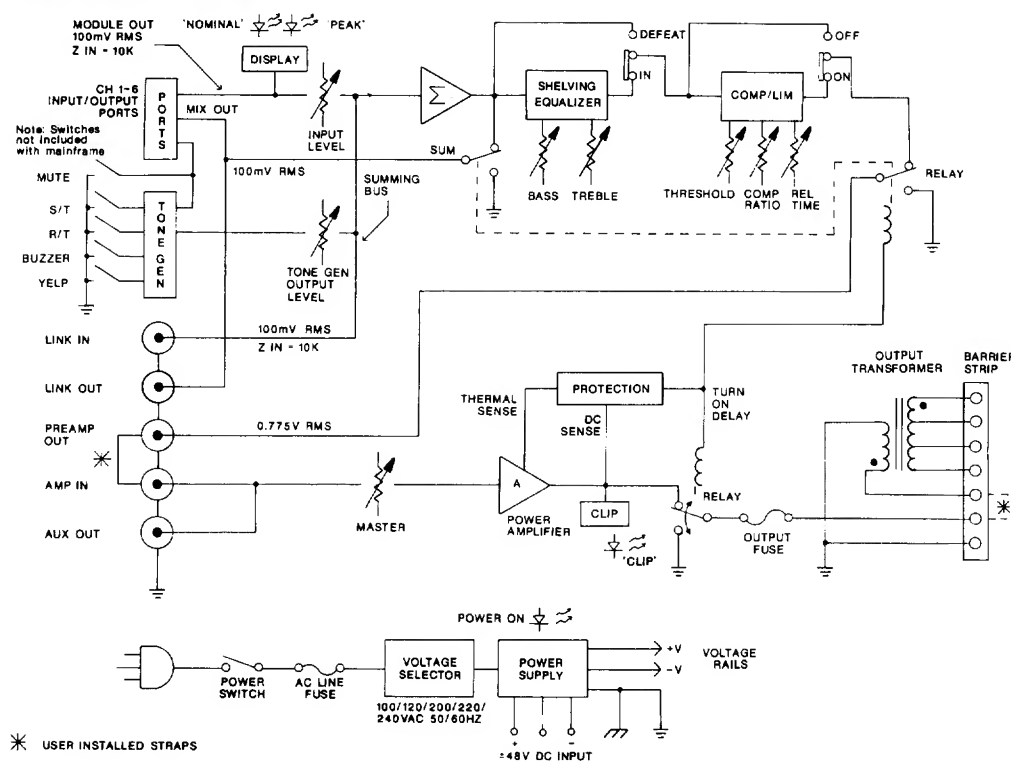 MODULE OUT
100mV RMS
Z IN - 10K
'NOMINAL'
'PEAK'
DISPLAY
CH 1-6
INPUT/OUTPUT
PORTS
PORTS
MIX OUT
INPUT
LEVEL
Σ
DEFEAT
IN
SHELVING
EQUALIZER
BASS
TREBLE
OFF
ON
COMP/LIM
THRESHOLD
COMP
RATIO
REL
TIME
RELAY
Note: Switches
not included
with mainframe
MUTE
S/T
R/T
BUZZER
YELP
TONE GEN
100mV RMS
SUM
SUMMING
BUS
TONE GEN
OUTPUT
LEVEL
LINK IN
100mV RMS
Z IN - 10K
LINK OUT
PREAMP
OUT
0.775V RMS
AMP IN
AUX OUT
MASTER
THERMAL
SENSE
PROTECTION
DC
SENSE
TURN
ON
DELAY
A
POWER
AMPLIFIER
CLIP
'CLIP'
RELAY
OUTPUT
FUSE
OUTPUT
TRANSFORMER
BARRIER
STRIP
POWER ON
POWER
SWITCH
AC LINE
FUSE
VOLTAGE
SELECTOR
100/120/200/220/
240VAC 50/60HZ
POWER
SUPPLY
+V
-V
VOLTAGE
RAILS
+ -
±48V DC INPUT
USER INSTALLED STRAPS